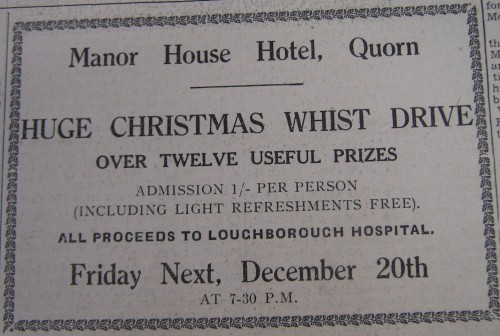 Manor House Hotel, Quorn
HUGE CHRISTMAS WHIST DRIVE
OVER TWELVE USEFUL PRIZES
ADMISSION 1/- PER PERSON
(INCLUDING LIGHT REFRESHMENTS FREE).
ALL PROCEEDS TO LOUGHBOROUGH HOSPITAL.
Friday Next, December 20th
AT 7-30 P.M.